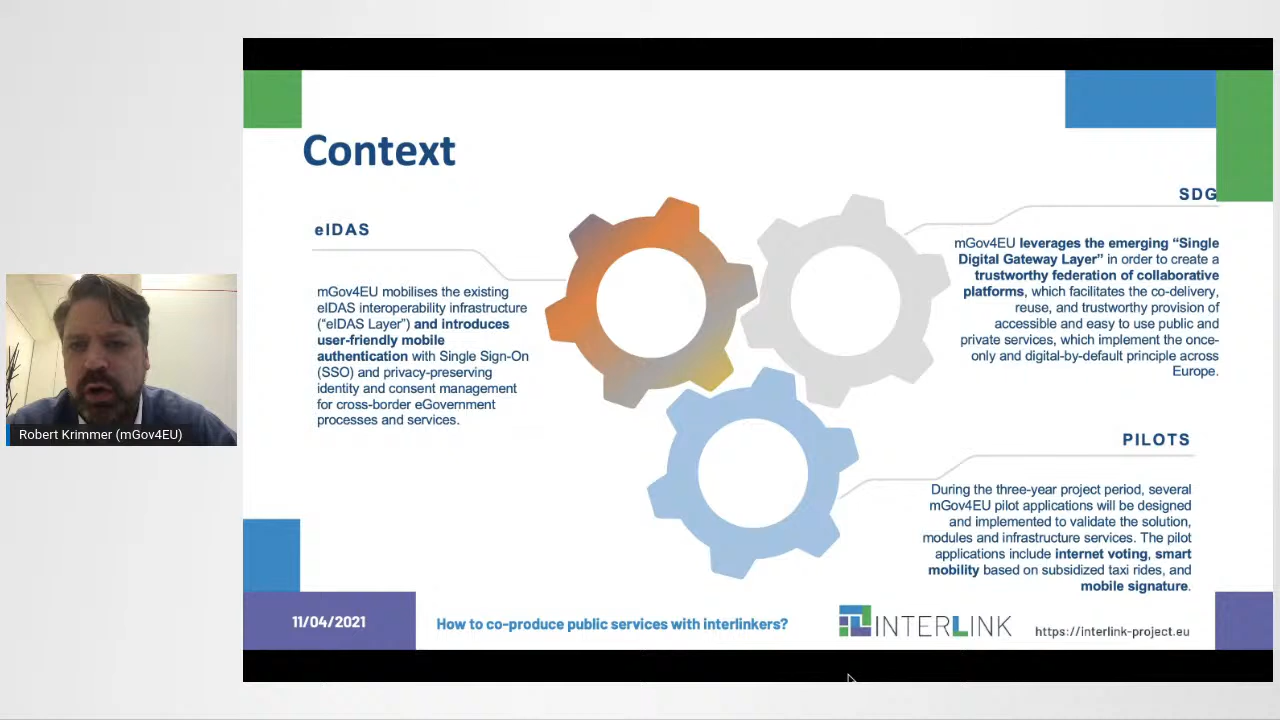 Context
eIDAS
mGov4EU mobilises the existing
eIDAS interoperability infrastructure
(“eIDAS Layer”) and introduces
user-friendly mobile
authentication with Single Sign-On
(SSO) and privacy-preserving
identity and consent management
for cross-border eGovernment
processes and services.
SDG
mGov4EU leverages the emerging “Single
Digital Gateway Layer” in order to create a
trustworthy federation of collaborative
platforms, which facilitates the co-delivery,
reuse, and trustworthy provision of
accessible and easy to use public and
private services, which implement the once-
only and digital-by-default principle across
Europe.
PILOTS
During the three-year project period, several
mGov4EU pilot applications will be designed
and implemented to validate the solution,
modules and infrastructure services. The pilot
applications include internet voting, smart
mobility based on subsidized taxi rides, and
mobile signature.
Robert Krimmer (mGov4EU)
11/04/2021
How to co-produce public services with interlinkers?
INTERLINK
https://interlink-project.eu